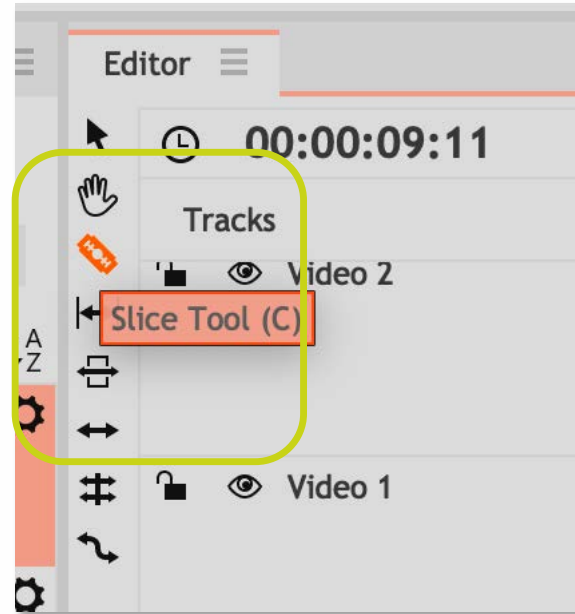 Editor
00:00:09:11
Tracks
Video 2
Slice Tool (C)
A
Z
Video 1